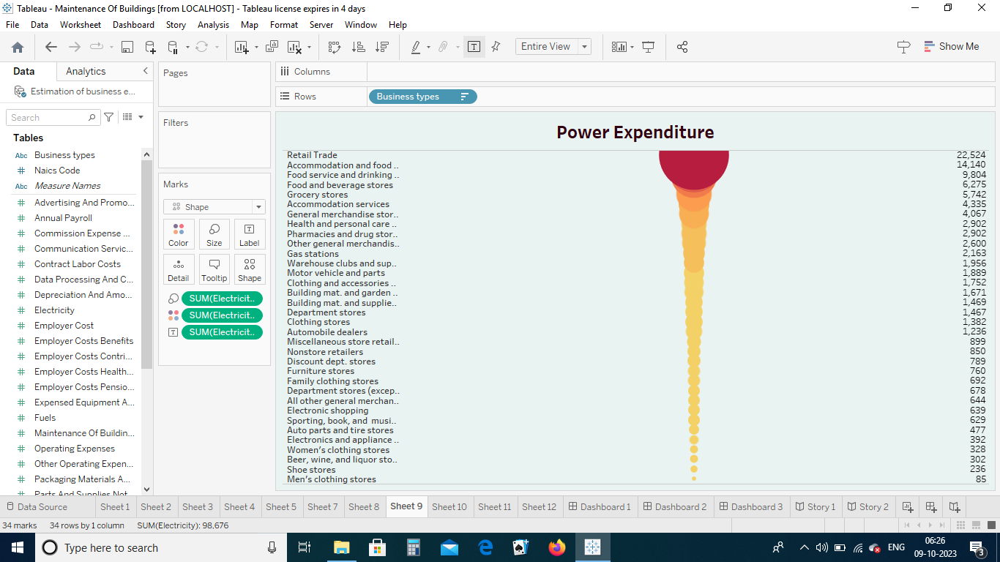 Tableau - Maintenance Of Buildings [from LOCALHOST] - Tableau license expires in 4 days
File Data Worksheet Dashboard Story Analysis Map Format Server Window Help
Entire View
Show Me
Data Analytics
Estimation of business e...
Search
Tables
Abc Business types
# Naics Code
Abc Measure Names
# Advertising And Promo...
# Annual Payroll
# Commission Expense ...
# Communication Servic...
# Contract Labor Costs
# Data Processing And C...
# Depreciation And Amo...
# Electricity
# Employer Cost
# Employer Costs Benefits
# Employer Costs Contri...
# Employer Costs Health...
# Employer Costs Pensio...
# Expensed Equipment A...
# Fuels
# Maintenance Of Buildin...
# Operating Expenses
# Other Operating Expen...
# Packaging Materials A...
Parts And Supplies Not
Pages
Filters
Marks
Shape
Color Size Label
Detail Tooltip Shape
SUM(Electricit..
SUM(Electricit..
SUM(Electricit..
Columns
Rows Business types
Power Expenditure
Retail Trade 22,524
Accommodation and food .. 14,140
Food service and drinking .. 9,804
Food and beverage stores 6,275
Grocery stores 5,742
Accommodation services 4,335
General merchandise stor.. 4,067
Health and personal care .. 2,902
Pharmacies and drug stor.. 2,902
Other general merchandis.. 2,600
Gas stations 2,163
Warehouse clubs and sup.. 1,956
Motor vehicle and parts 1,889
Clothing and accessories .. 1,752
Building mat. and garden .. 1,671
Building mat. and supplie.. 1,469
Department stores 1,467
Clothing stores 1,382
Automobile dealers 1,236
Miscellaneous store retail.. 899
Nonstore retailers 850
Discount dept. stores 789
Furniture stores 760
Family clothing stores 692
Department stores (excep.. 678
All other general merchan.. 644
Electronic shopping 639
Sporting, book, and musi.. 629
Auto parts and tire stores 477
Electronics and appliance .. 392
Women's clothing stores 328
Beer, wine, and liquor sto.. 302
Shoe stores 236
Men's clothing stores 85
Data Source Sheet 1 Sheet 2 Sheet 3 Sheet 4 Sheet 5 Sheet 7 Sheet 8 Sheet 9 Sheet 10 Sheet 11 Sheet 12 Dashboard 1 Dashboard 2 Dashboard 3 Story 1 Story 2
34 marks 34 rows by 1 column SUM(Electricity): 98,676
Type here to search
ENG
06:26
09-10-2023
3